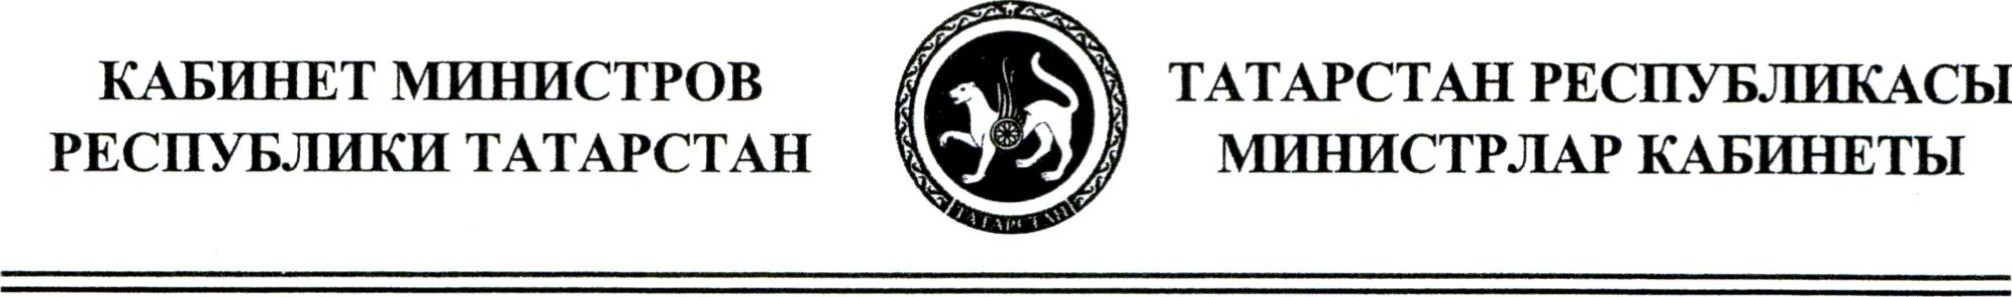 КАБИНЕТ МИНИСТРОВ
РЕСПУБЛИКИ ТАТАРСТАН
ТАТАРСТАН
ТАТАРСТАН РЕСПУБЛИКАСЫ
МИНИСТРЛАР КАБИНЕТЫ